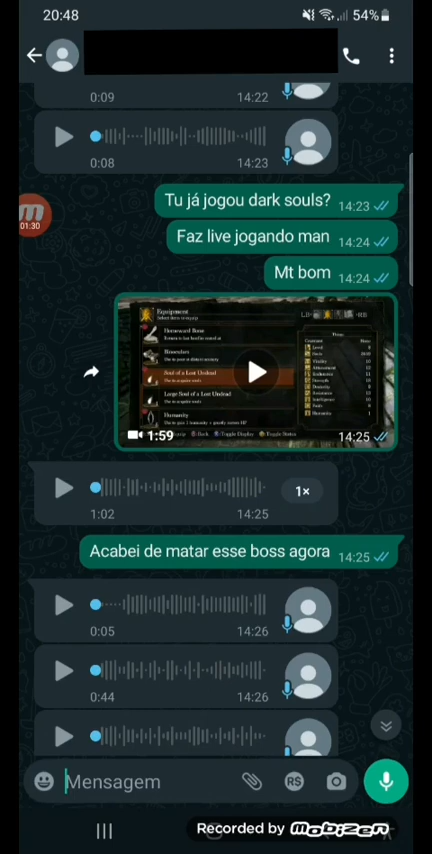 20:48
54%
0:09 14:22
0:08 14:23
01:30
Tu já jogou dark souls? 14:23
Faz live jogando man 14:24
Mt bom 14:24
Equipment
Homeward Bone
Binoculars
Soul of a Lost Undead
Large Soul of a Lost Undead
Humanity
1:59 14:25
1×
1:02 14:25
Acabei de matar esse boss agora 14:25
0:05 14:26
0:44 14:26
Mensagem
R$
Recorded by Mobizen